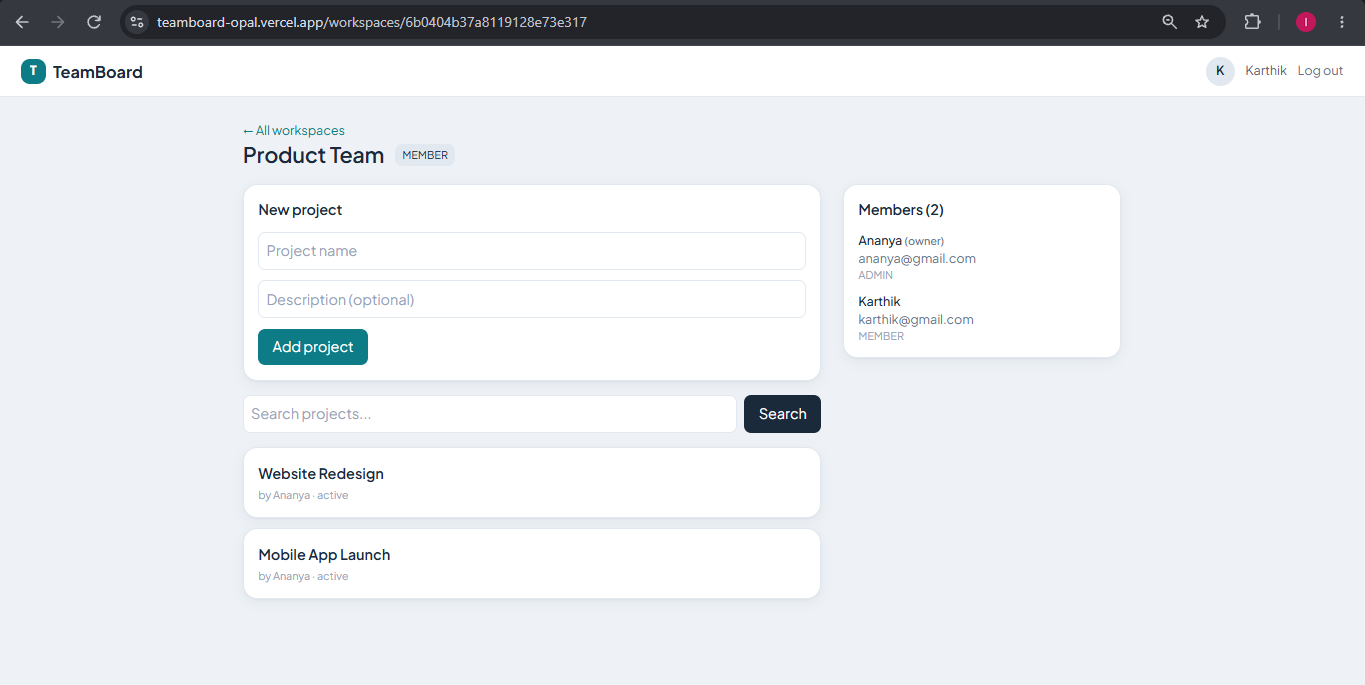 teamboard-opal.vercel.app/workspaces/6b0404b37a8119128e73e317
I
T TeamBoard
K Karthik Log out
← All workspaces
Product Team MEMBER
New project
Project name
Description (optional)
Add project
Search projects... Search
Website Redesign
by Ananya · active
Mobile App Launch
by Ananya · active
Members (2)
Ananya (owner)
ananya@gmail.com
ADMIN
Karthik
karthik@gmail.com
MEMBER